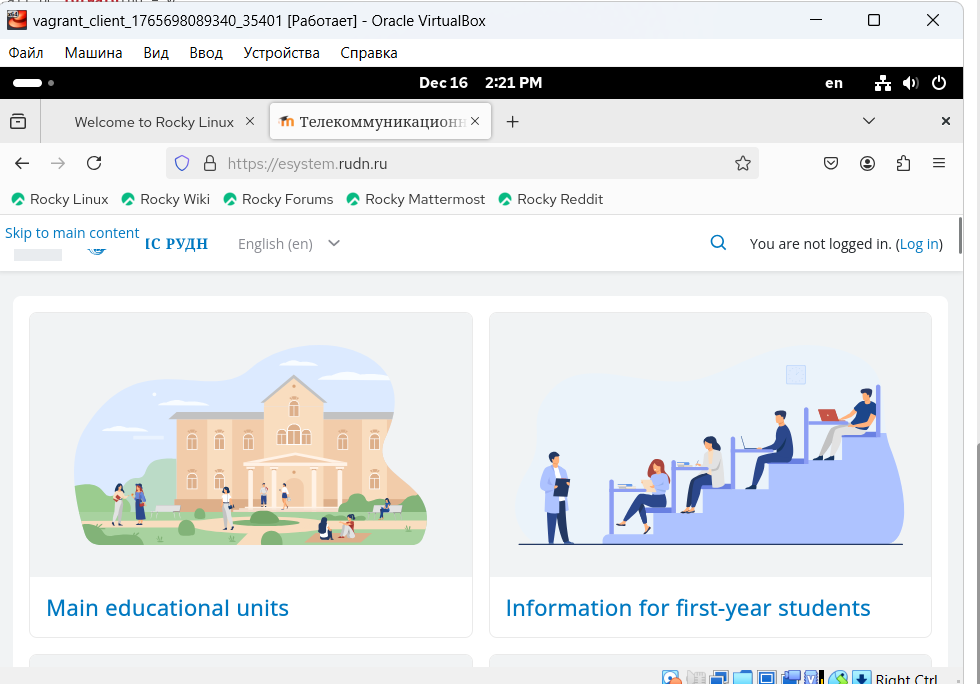 vagrant_client_1765698089340_35401 [Работает] - Oracle VirtualBox
Файл Машина Вид Ввод Устройства Справка
Dec 16 2:21 PM en
Welcome to Rocky Linux Телекоммуникационн
https://esystem.rudn.ru
Rocky Linux Rocky Wiki Rocky Forums Rocky Mattermost Rocky Reddit
Skip to main content ИС РУДН English (en) You are not logged in. (Log in)
Main educational units Information for first-year students
Right Ctrl